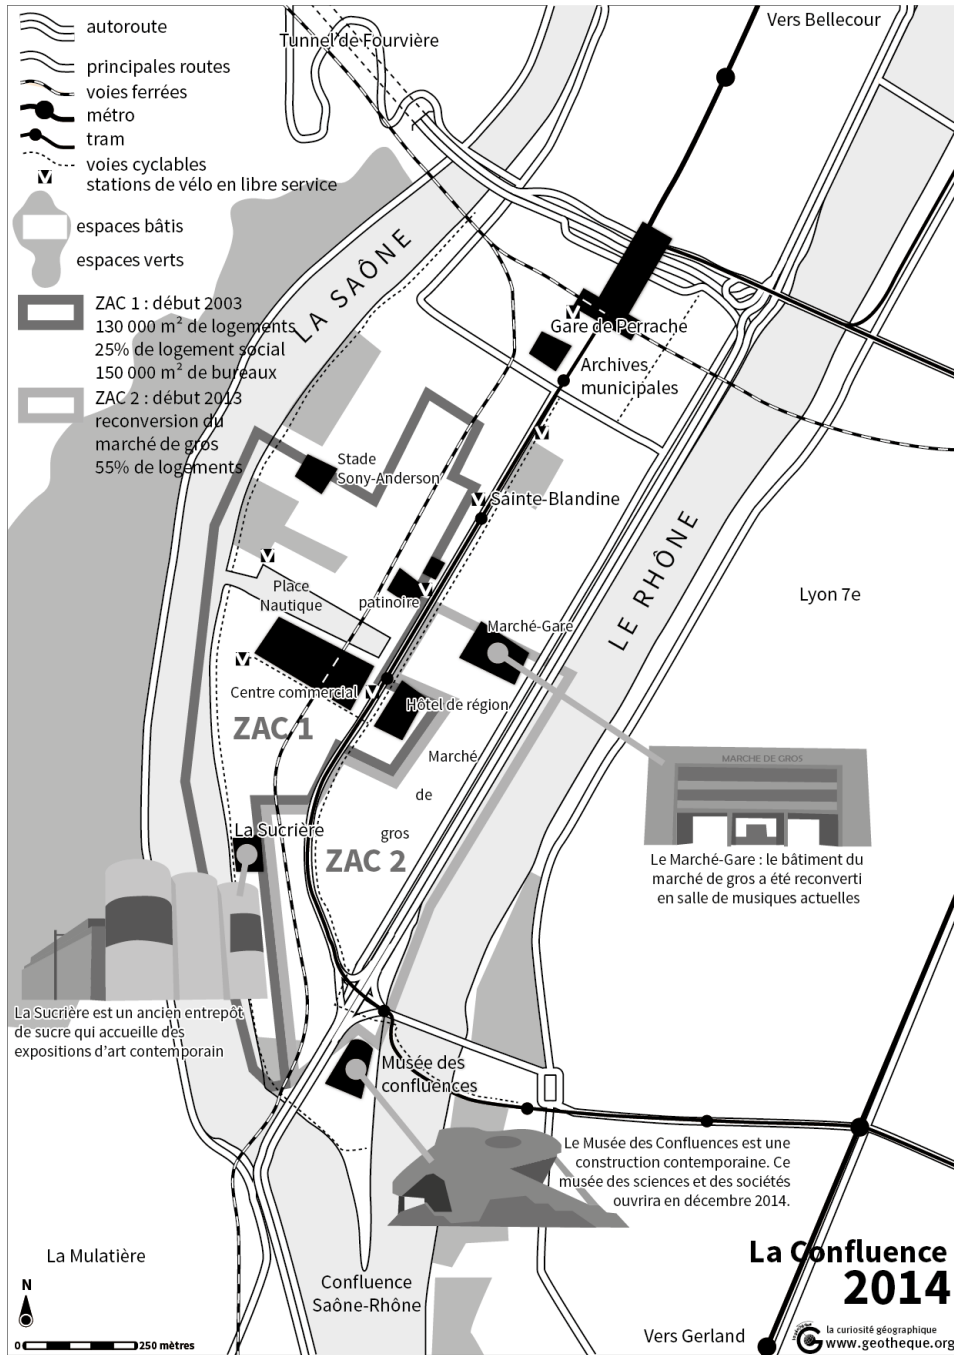 autoroute
principales routes
voies ferrées
métro
tram
voies cyclables
stations de vélo en libre service
espaces bâtis
espaces verts
ZAC 1 : début 2003
130 000 m² de logements
25% de logement social
150 000 m² de bureaux
ZAC 2 : début 2013
reconversion du
marché de gros
55% de logements
Tunnel de Fourvière
Vers Bellecour
LA SAÔNE
Gare de Perrache
Archives
municipales
Stade
Sony-Anderson
Sainte-Blandine
LE RHÔNE
Lyon 7e
Place
Nautique
patinoire
Marché-Gare
Centre commercial
Hôtel de région
ZAC 1
Marché
de
gros
ZAC 2
La Sucrière
MARCHE DE GROS
Le Marché-Gare : le bâtiment du
marché de gros a été reconverti
en salle de musiques actuelles
La Sucrière est un ancien entrepôt
de sucre qui accueille des
expositions d'art contemporain
Musée des
confluences
Le Musée des Confluences est une
construction contemporaine. Ce
musée des sciences et des sociétés
ouvrira en décembre 2014.
La Mulatière
Confluence
Saône-Rhône
Vers Gerland
La Confluence
2014
N
0
250 mètres
la curiosité géographique
www.geotheque.org